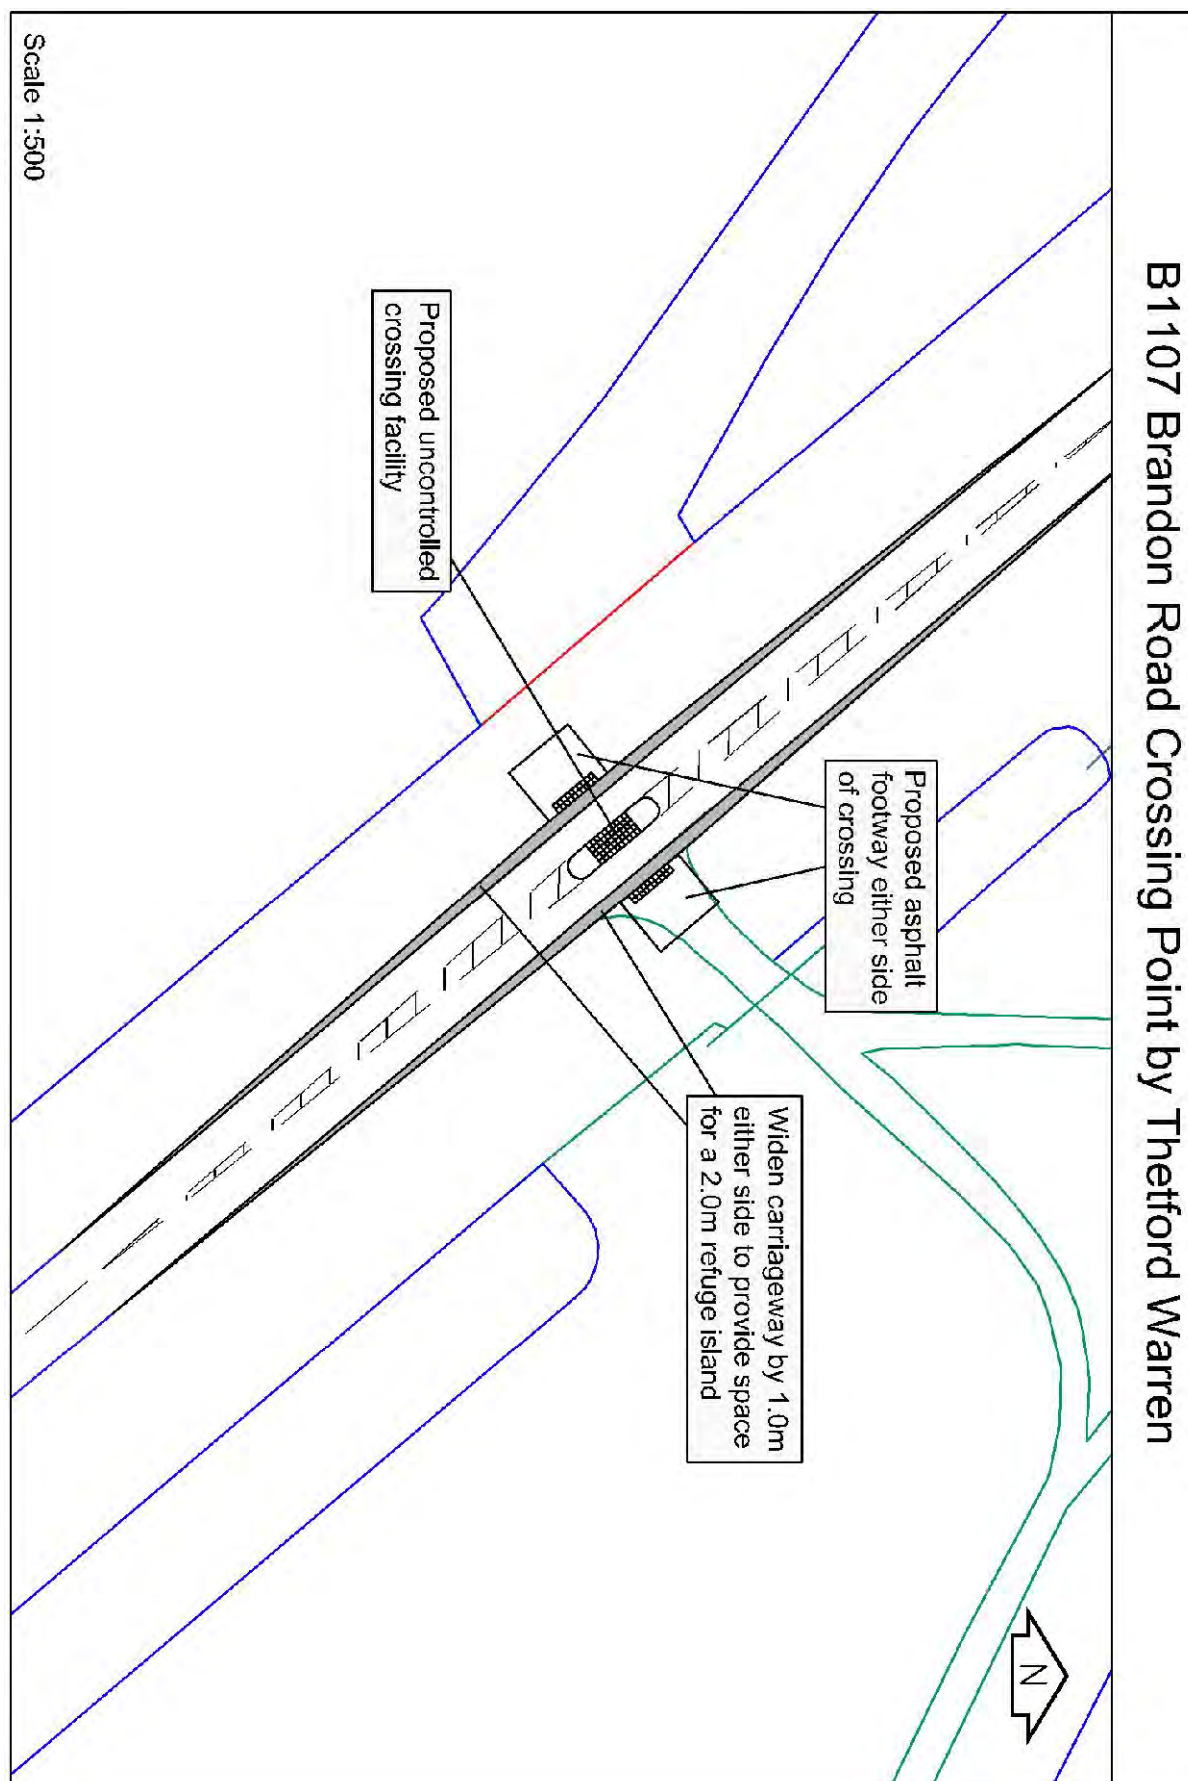 B1107 Brandon Road Crossing Point by Thetford Warren
Proposed asphalt
footway either side
of crossing
Widen carriageway by 1.0m
either side to provide space
for a 2.0m refuge island
Proposed uncontrolled
crossing facility
N
Scale 1:500